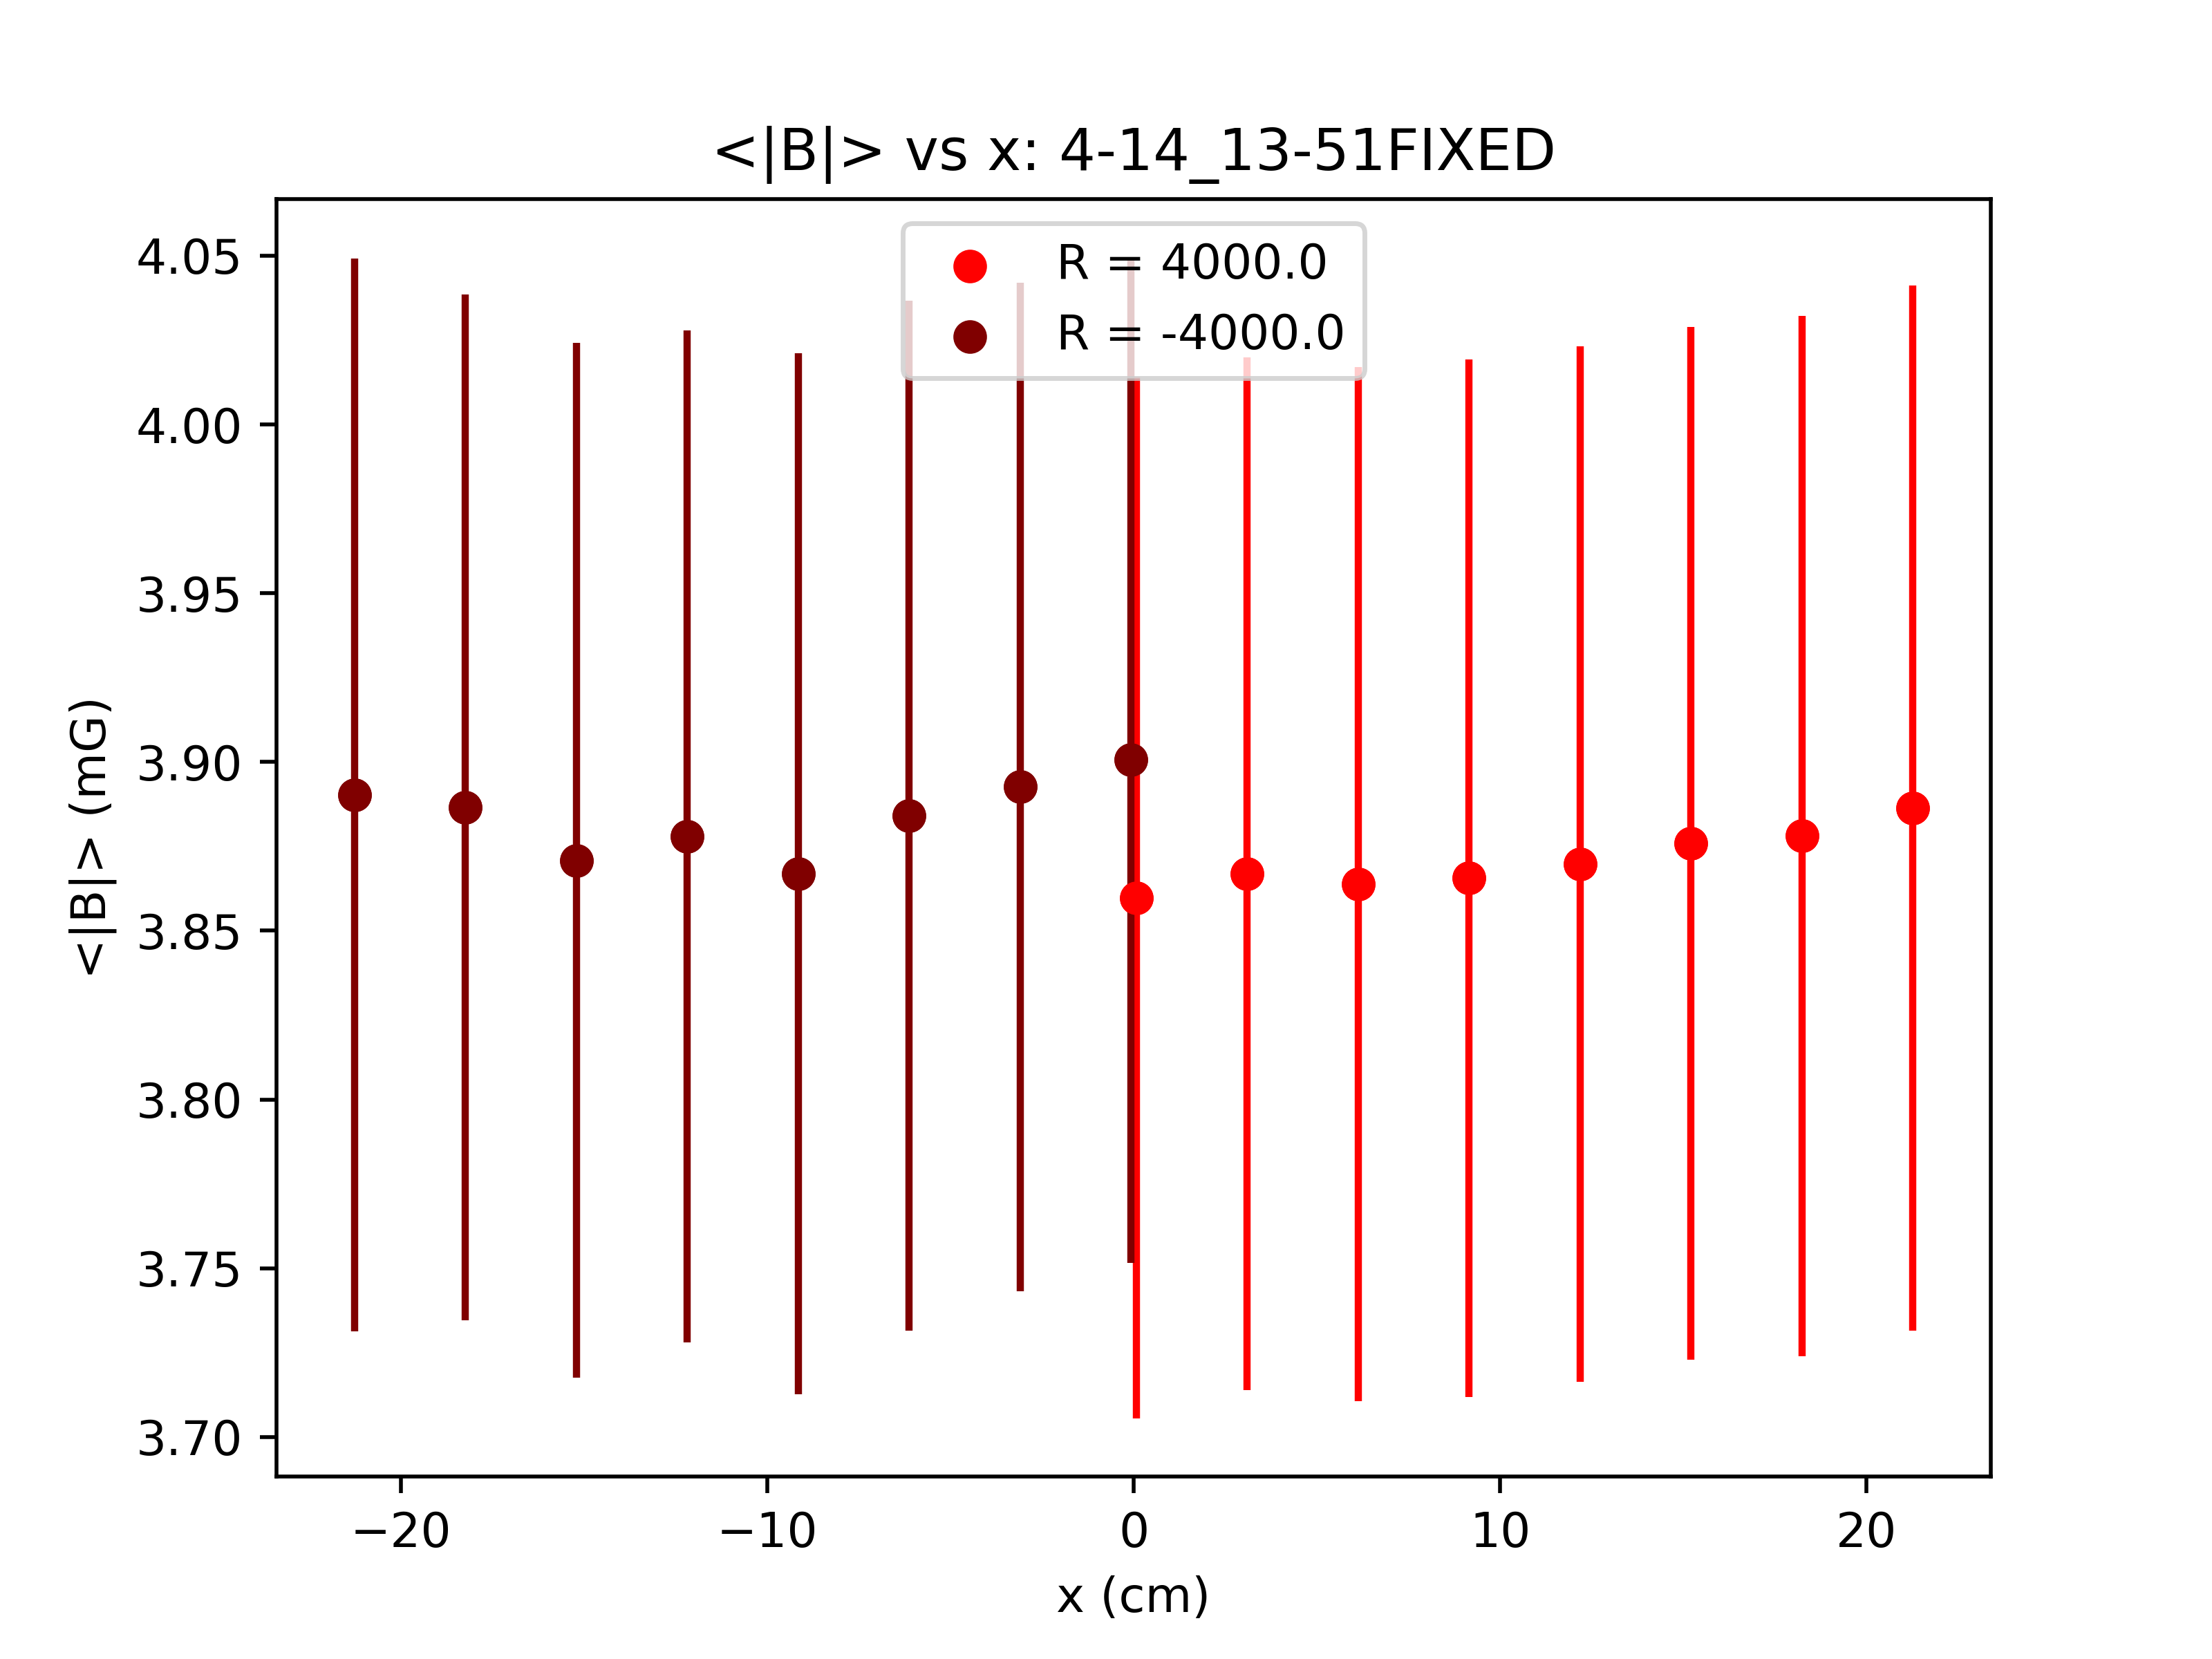 <|B|> vs x: 4-14_13-51FIXED
R = 4000.0
R = -4000.0
<|B|> (mG)
4.05
4.00
3.95
3.90
3.85
3.80
3.75
3.70
−20 −10 0 10 20
x (cm)